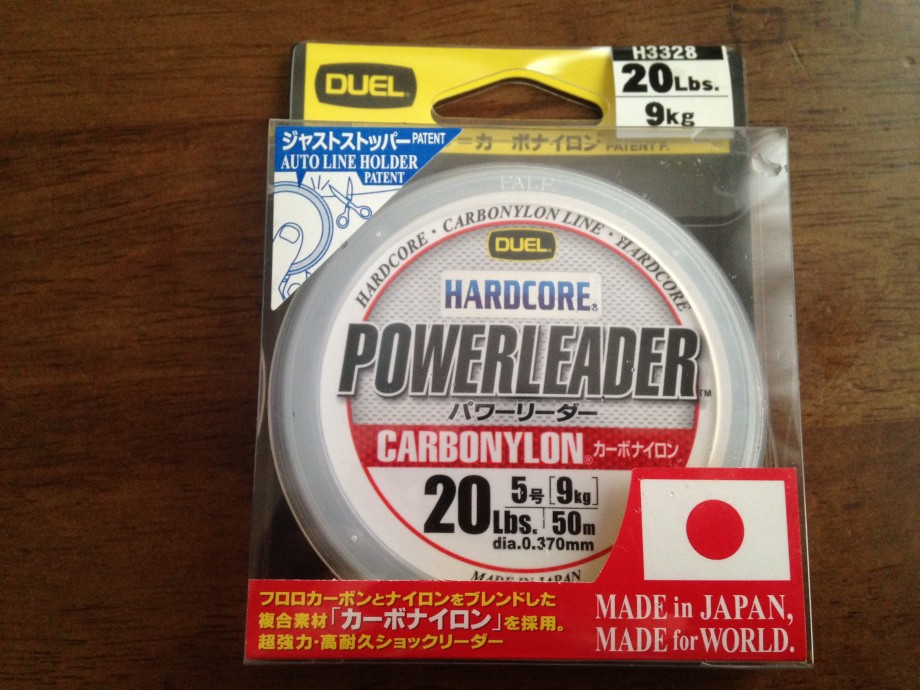 DUEL
H3328
20Lbs.
9kg
ジャストストッパー PATENT
AUTO LINE HOLDER
PATENT
カーボナイロン PATENT P.
HARDCORE・CARBONYLON LINE・HARDCORE
DUEL
HARDCORE®
POWERLEADER™
パワーリーダー
CARBONYLON® カーボナイロン
20Lbs. 5号[9kg] 50m
dia.0.370mm
MADE IN JAPAN
フロロカーボンとナイロンをブレンドした
複合素材「カーボナイロン」を採用。
超強力・高耐久ショックリーダー
MADE in JAPAN,
MADE for WORLD.